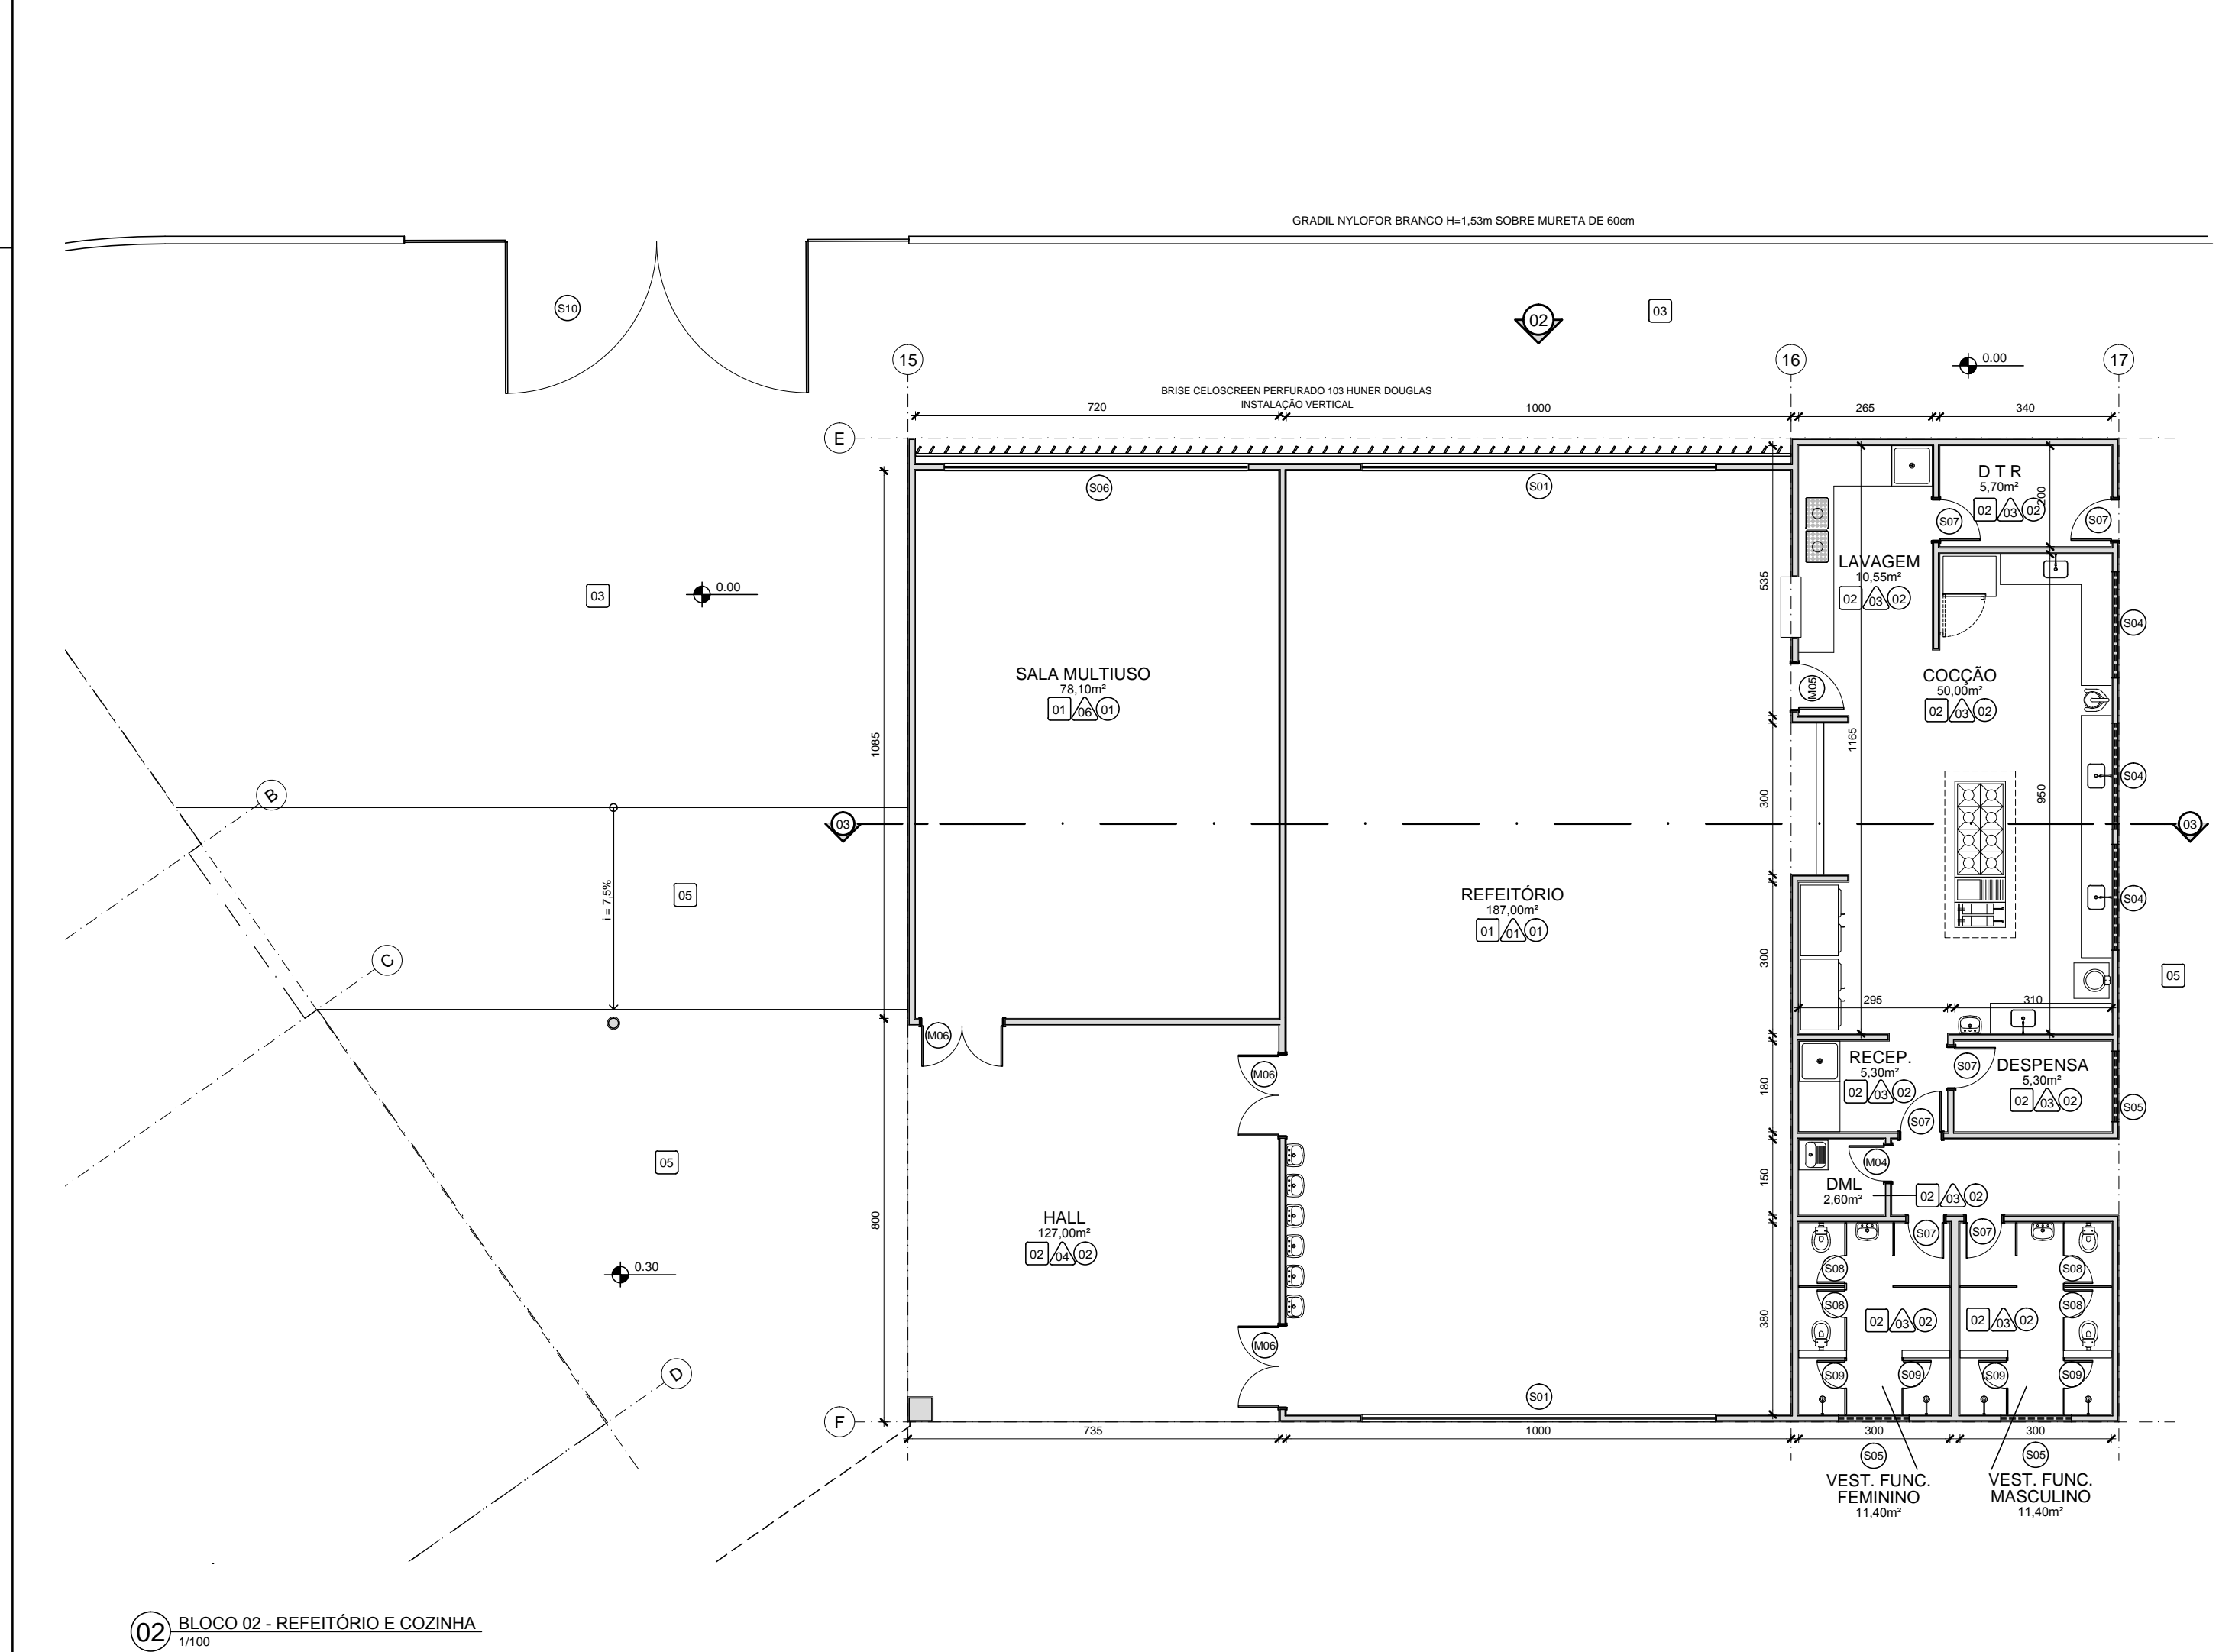 GRADIL NYLOFOR BRANCO H=1,53m SOBRE MURETA DE 60cm
S10
02
03
15
16
0.00
17
BRISE CELOSCREEN PERFURADO 103 HUNER DOUGLAS
INSTALAÇÃO VERTICAL
720
1000
265
340
E
S06
S01
D T R
5,70m²
02 03 02
200
S07
S07
LAVAGEM
10,55m²
02 03 02
535
03
0.00
S04
SALA MULTIUSO
78,10m²
01 06 01
M05
COCÇÃO
50,00m²
02 03 02
1085
1165
B
300
950
S04
03
03
i = 7,5%
05
REFEITÓRIO
187,00m²
01 01 01
S04
C
300
05
295
310
M06
M06
RECEP.
5,30m²
02 03 02
S07
DESPENSA
5,30m²
02 03 02
180
S07
S05
05
M04
DML
2,60m²
02 03 02
150
HALL
127,00m²
02 04 02
800
S07
S07
0.30
S08
S08
S08
S08
02 03 02
02 03 02
380
M06
D
S09
S09
S09
S09
S01
F
735
1000
300
300
S05
S05
VEST. FUNC.
FEMININO
11,40m²
VEST. FUNC.
MASCULINO
11,40m²
02
BLOCO 02 - REFEITÓRIO E COZINHA
1/100